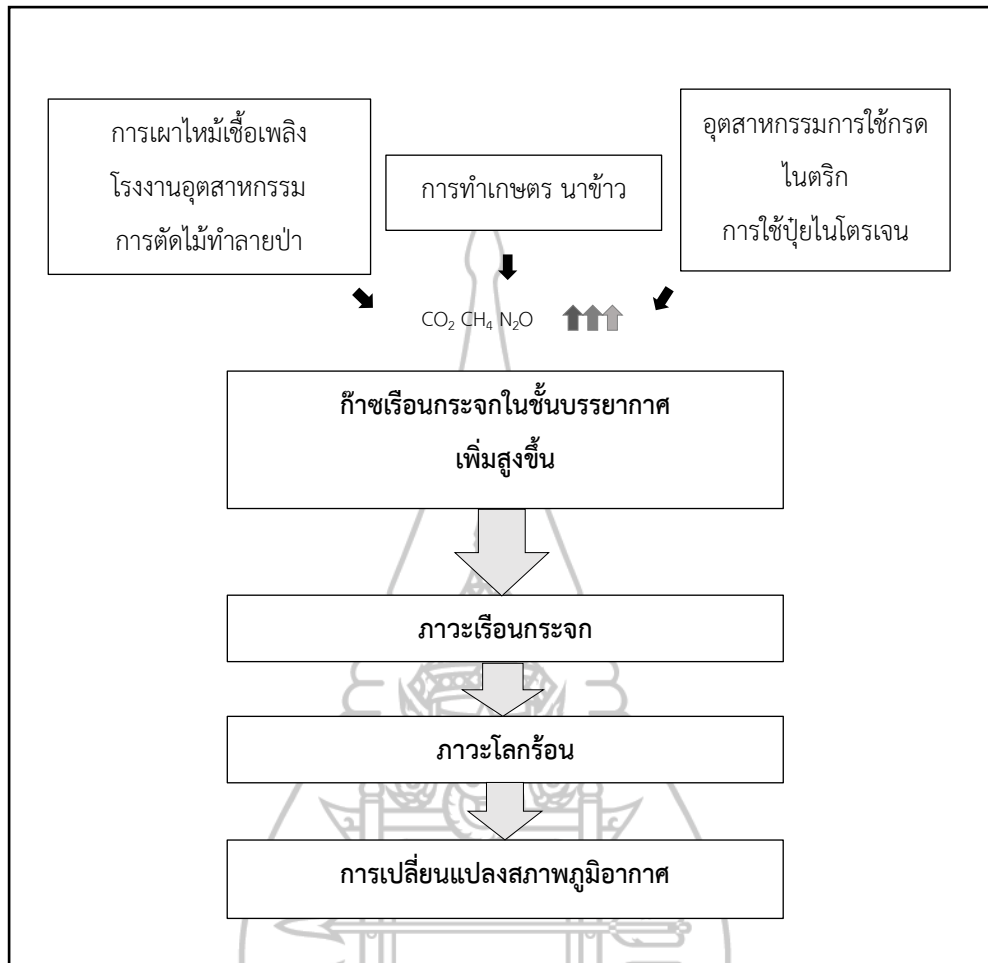 การเผาไหม้เชื้อเพลิง
โรงงานอุตสาหกรรม
การตัดไม้ทำลายป่า
การทำเกษตร นาข้าว
อุตสาหกรรมการใช้กรด
ไนตริก
การใช้ปุ๋ยไนโตรเจน
CO₂ CH₄ N₂O
ก๊าซเรือนกระจกในชั้นบรรยากาศ
เพิ่มสูงขึ้น
ภาวะเรือนกระจก
ภาวะโลกร้อน
การเปลี่ยนแปลงสภาพภูมิอากาศ